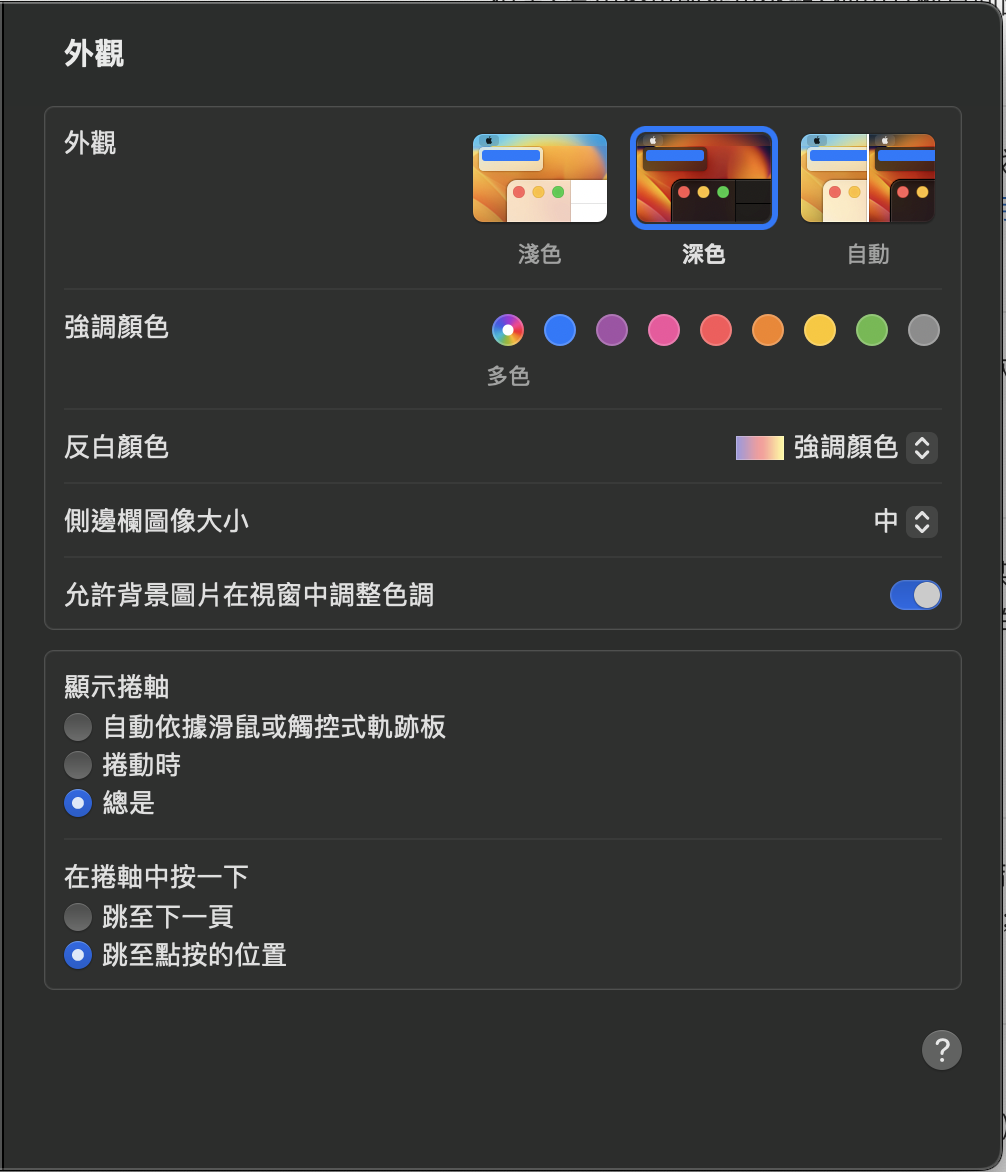 外觀
外觀
淺色
深色
自動
強調顏色
多色
反白顏色
強調顏色
側邊欄圖像大小
中
允許背景圖片在視窗中調整色調
顯示捲軸
自動依據滑鼠或觸控式軌跡板
捲動時
總是
在捲軸中按一下
跳至下一頁
跳至點按的位置
?